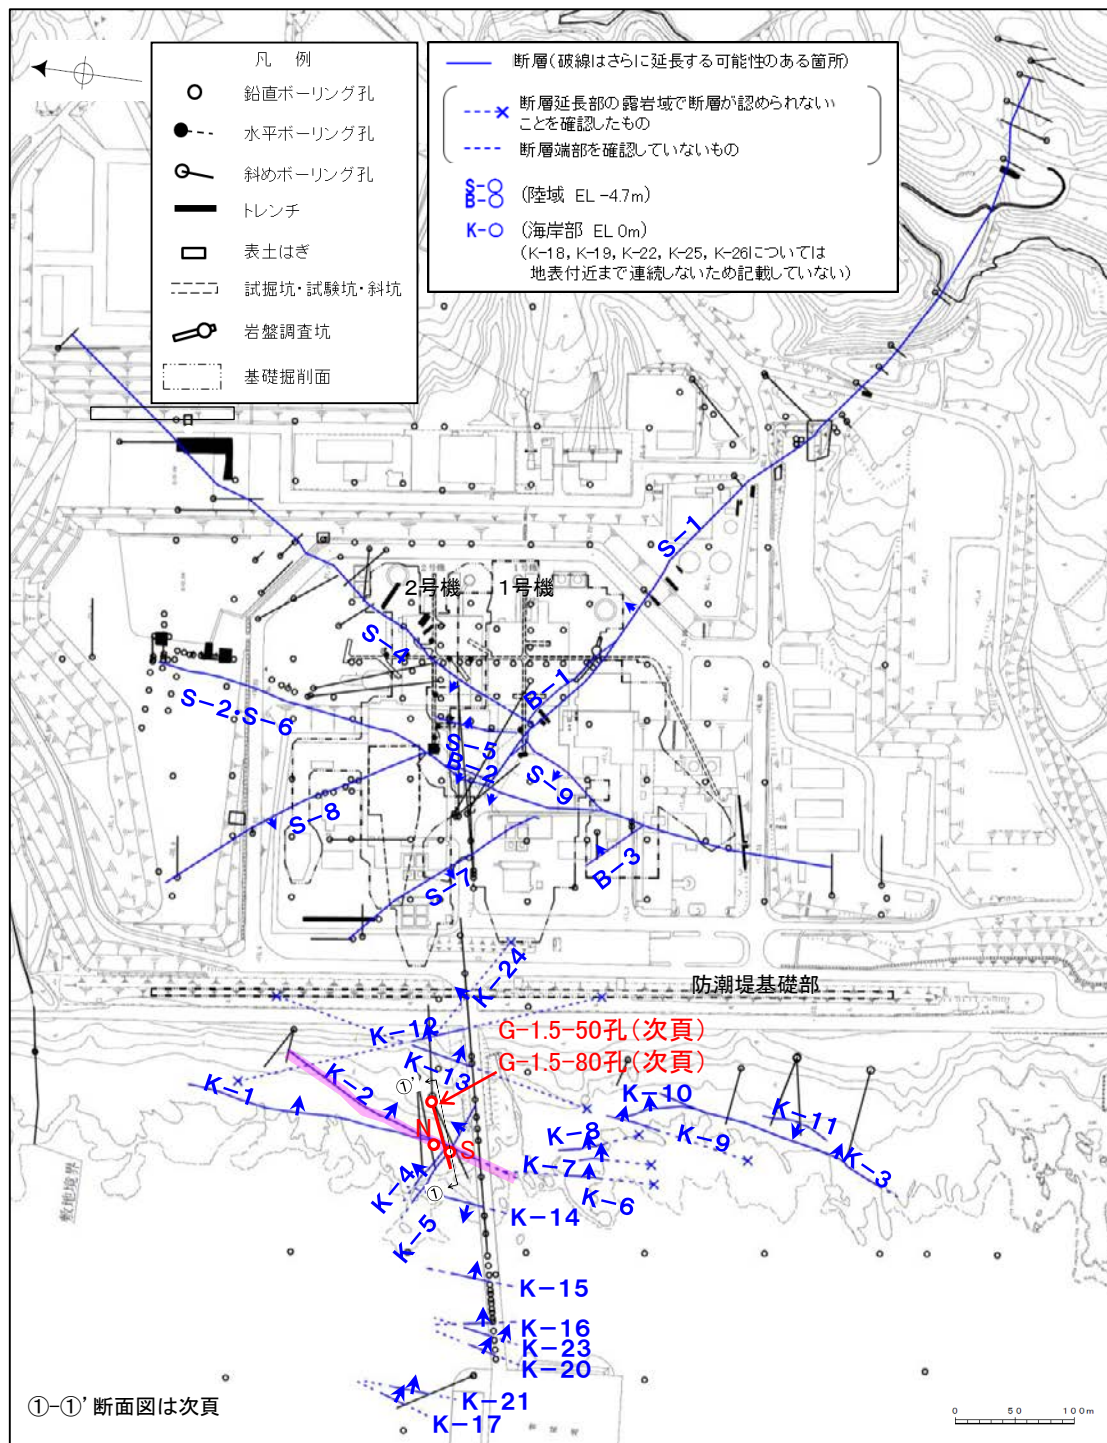 凡 例
鉛直ボーリング孔
水平ボーリング孔
斜めボーリング孔
トレンチ
表土はぎ
試掘坑・試験坑・斜坑
岩盤調査坑
基礎掘削面
断層(破線はさらに延長する可能性のある箇所)
断層延長部の露岩域で断層が認められない
ことを確認したもの
断層端部を確認していないもの
S-○
B-○
(陸域 EL -4.7m)
K-○ (海岸部 EL 0m)
(K-18, K-19, K-22, K-25, K-26については
地表付近まで連続しないため記載していない)
S-1
2号機
1号機
S-4
B-1
S-2・S-6
S-5
B-2
S-9
S-8
S-7
B-3
K-24
防潮堤基礎部
K-12
G-1.5-50孔(次頁)
G-1.5-80孔(次頁)
K-13
①'
K-2
K-1
K-10
K-11
N
S
K-8
K-9
K-3
K-7
K-4
①
K-6
K-5
K-14
敷地境界
K-15
K-16
K-23
K-20
K-21
K-17
①-①' 断面図は次頁
0 50 100m